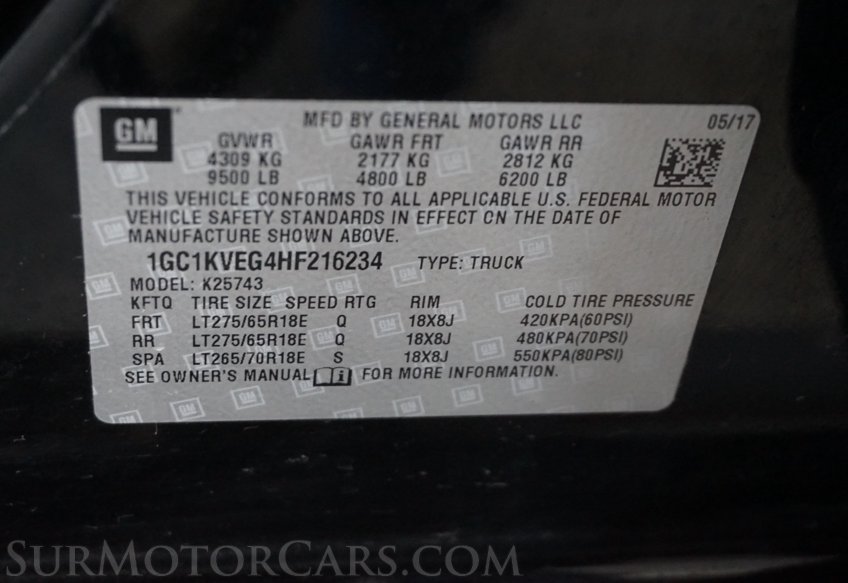 GM MFD BY GENERAL MOTORS LLC 05/17
GVWR GAWR FRT GAWR RR
4309 KG 2177 KG 2812 KG
9500 LB 4800 LB 6200 LB
THIS VEHICLE CONFORMS TO ALL APPLICABLE U.S. FEDERAL MOTOR
VEHICLE SAFETY STANDARDS IN EFFECT ON THE DATE OF
MANUFACTURE SHOWN ABOVE.
1GC1KVEG4HF216234 TYPE: TRUCK
MODEL: K25743
KFTQ TIRE SIZE SPEED RTG RIM COLD TIRE PRESSURE
FRT LT275/65R18E Q 18X8J 420KPA(60PSI)
RR LT275/65R18E Q 18X8J 480KPA(70PSI)
SPA LT265/70R18E S 18X8J 550KPA(80PSI)
SEE OWNER'S MANUAL i FOR MORE INFORMATION.
SurMotorCars.com